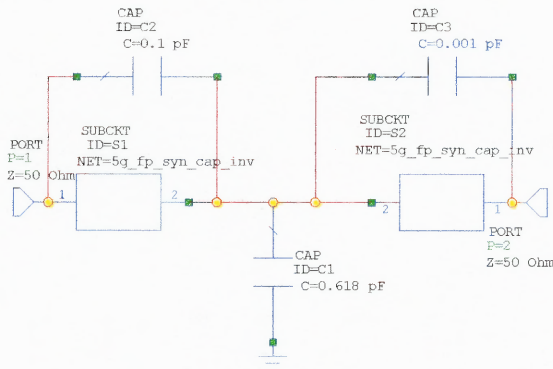 CAP
ID=C2
C=0.1 pF
CAP
ID=C3
C=0.001 pF
SUBCKT
ID=S1
NET=5g_fp_syn_cap_inv
SUBCKT
ID=S2
NET=5g_fp_syn_cap_inv
PORT
P=1
Z=50 Ohm
1
2
2
1
PORT
P=2
Z=50 Ohm
CAP
ID=C1
C=0.618 pF